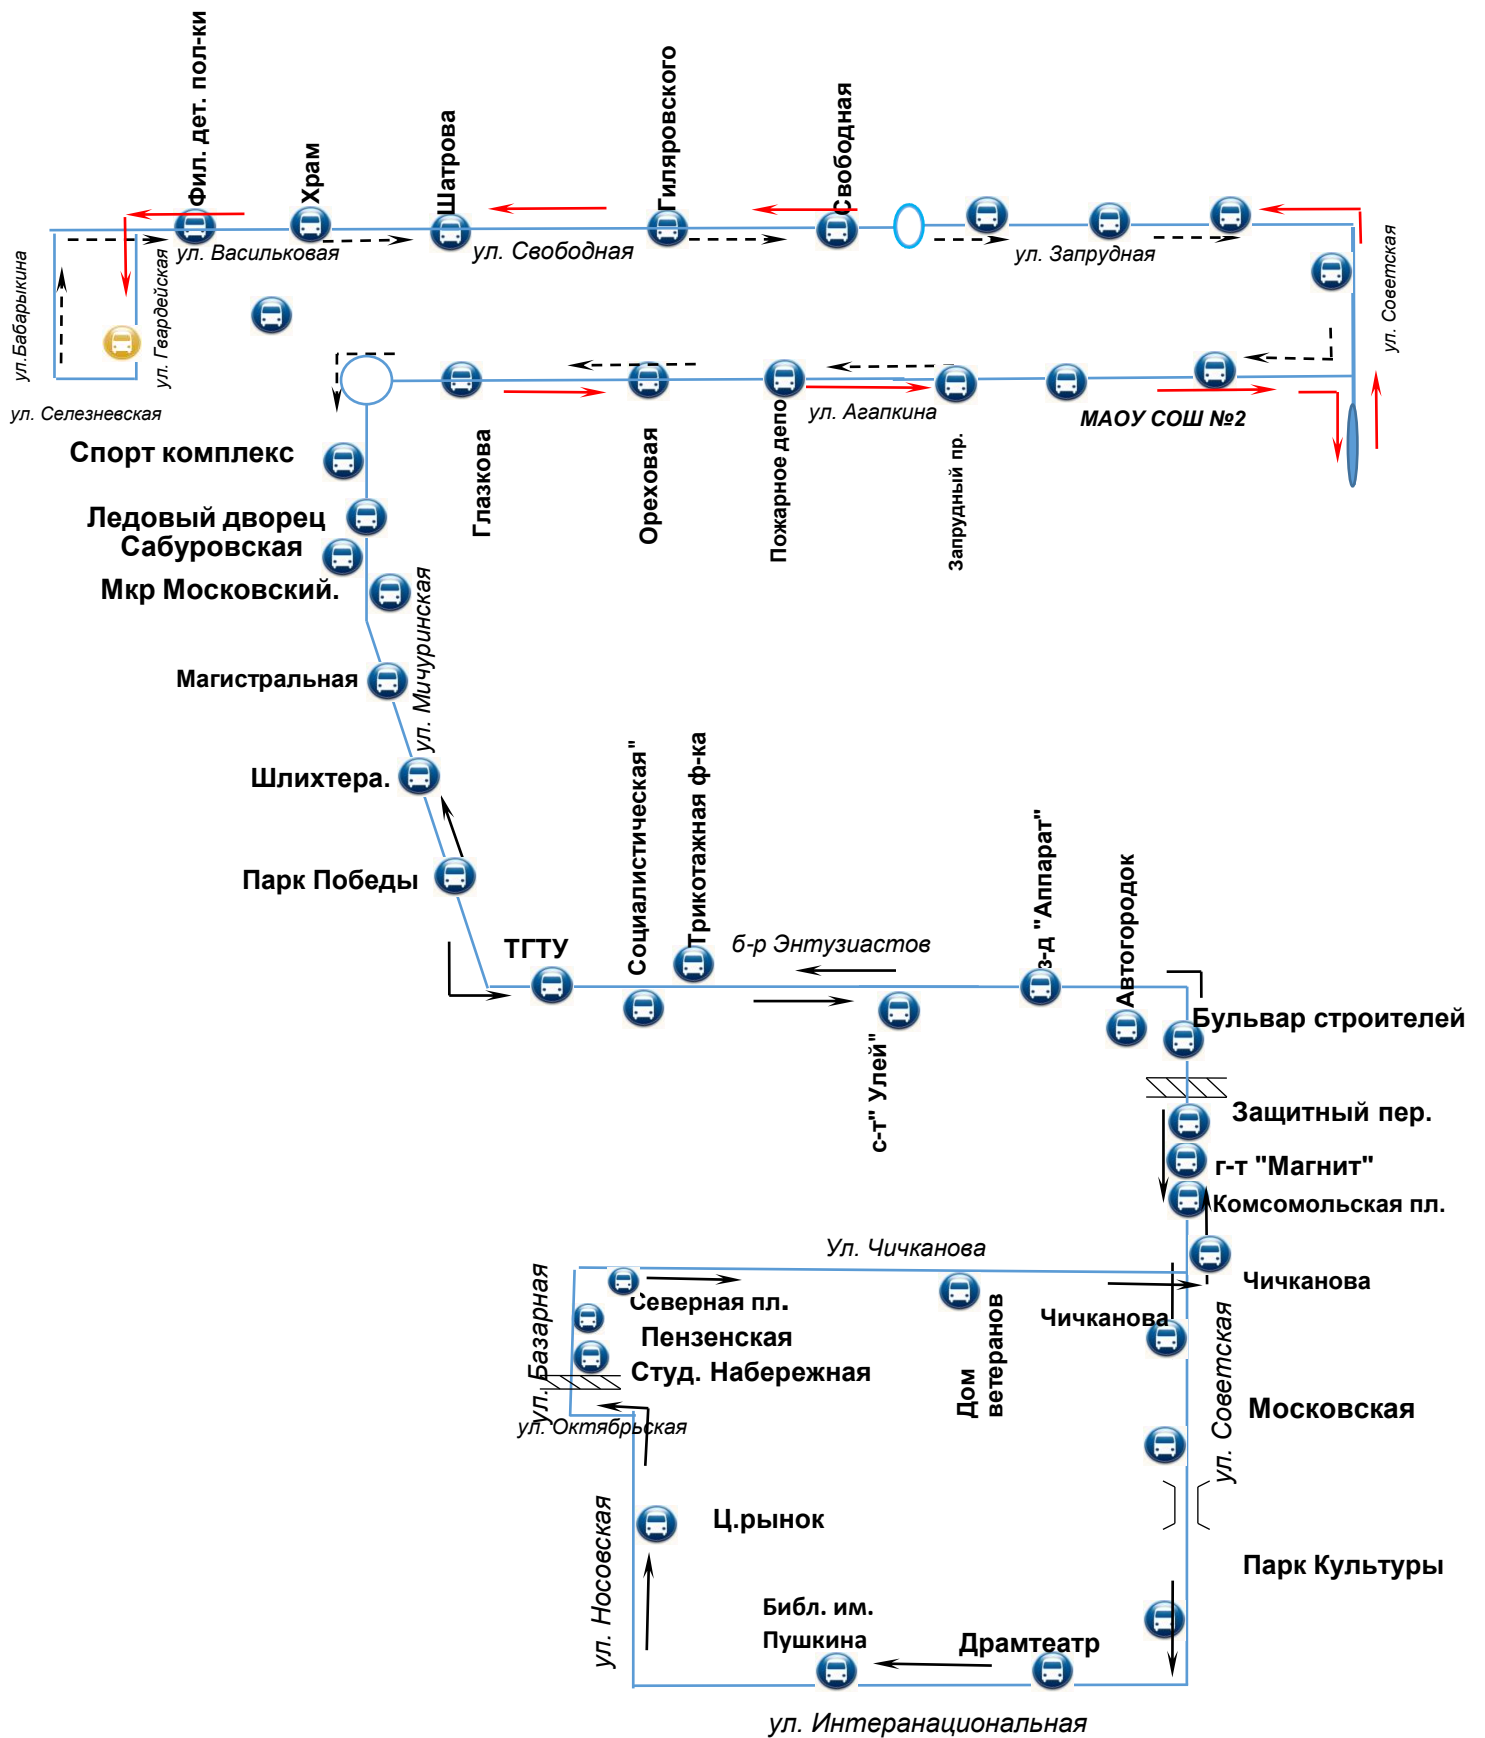 Фил. дет. пол-ки
Храм
Шатрова
Гиляровского
Свободная
ул. Васильковая
ул. Свободная
ул. Запрудная
ул.Бабарыкина
ул. Гвардейская
ул. Советская
ул. Селезневская
ул. Агапкина
МАОУ СОШ №2
Глазкова
Ореховая
Пожарное депо
Запрудный пр.
Спорт комплекс
Ледовый дворец
Сабуровская
Мкр Московский.
ул. Мичуринская
Магистральная
Шлихтера.
Парк Победы
ТГТУ
Социалистическая"
Трикотажная ф-ка
б-р Энтузиастов
з-д "Аппарат"
Автогородок
с-т" Улей"
Бульвар строителей
Защитный пер.
г-т "Магнит"
Комсомольская пл.
Ул. Чичканова
Чичканова
Северная пл.
Чичканова
Пензенская
Студ. Набережная
ул. Базарная
Дом
ветеранов
ул. Советская
ул. Октябрьская
Московская
Ц.рынок
ул. Носовская
Парк Культуры
Библ. им.
Пушкина
Драмтеатр
ул. Интеранациональная